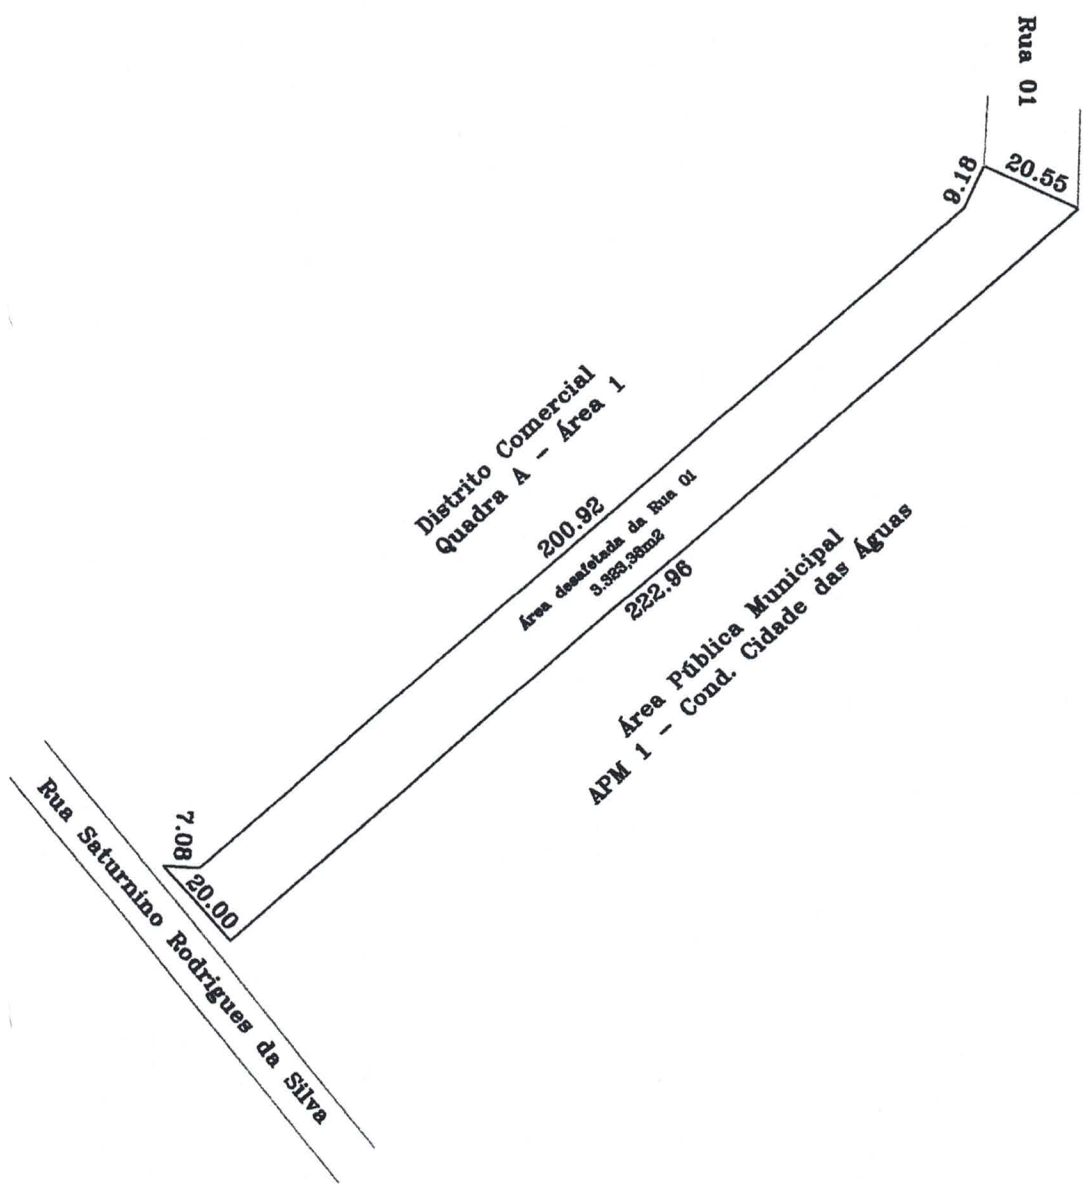 Rua 01
20.55
9.18
Distrito Comercial
Quadra A - Área 1
200.92
Área desafetada da Rua 01
3.323,38m2
222.96
Área Pública Municipal
APM 1 - Cond. Cidade das Águas
7.08
20.00
Rua Saturnino Rodrigues da Silva